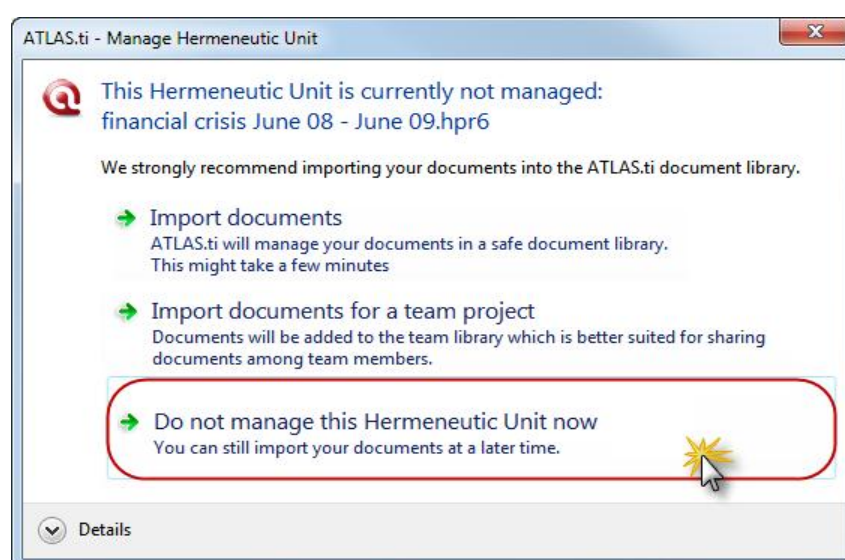 ATLAS.ti - Manage Hermeneutic Unit
This Hermeneutic Unit is currently not managed:
financial crisis June 08 - June 09.hpr6
We strongly recommend importing your documents into the ATLAS.ti document library.
Import documents
ATLAS.ti will manage your documents in a safe document library.
This might take a few minutes
Import documents for a team project
Documents will be added to the team library which is better suited for sharing
documents among team members.
Do not manage this Hermeneutic Unit now
You can still import your documents at a later time.
Details